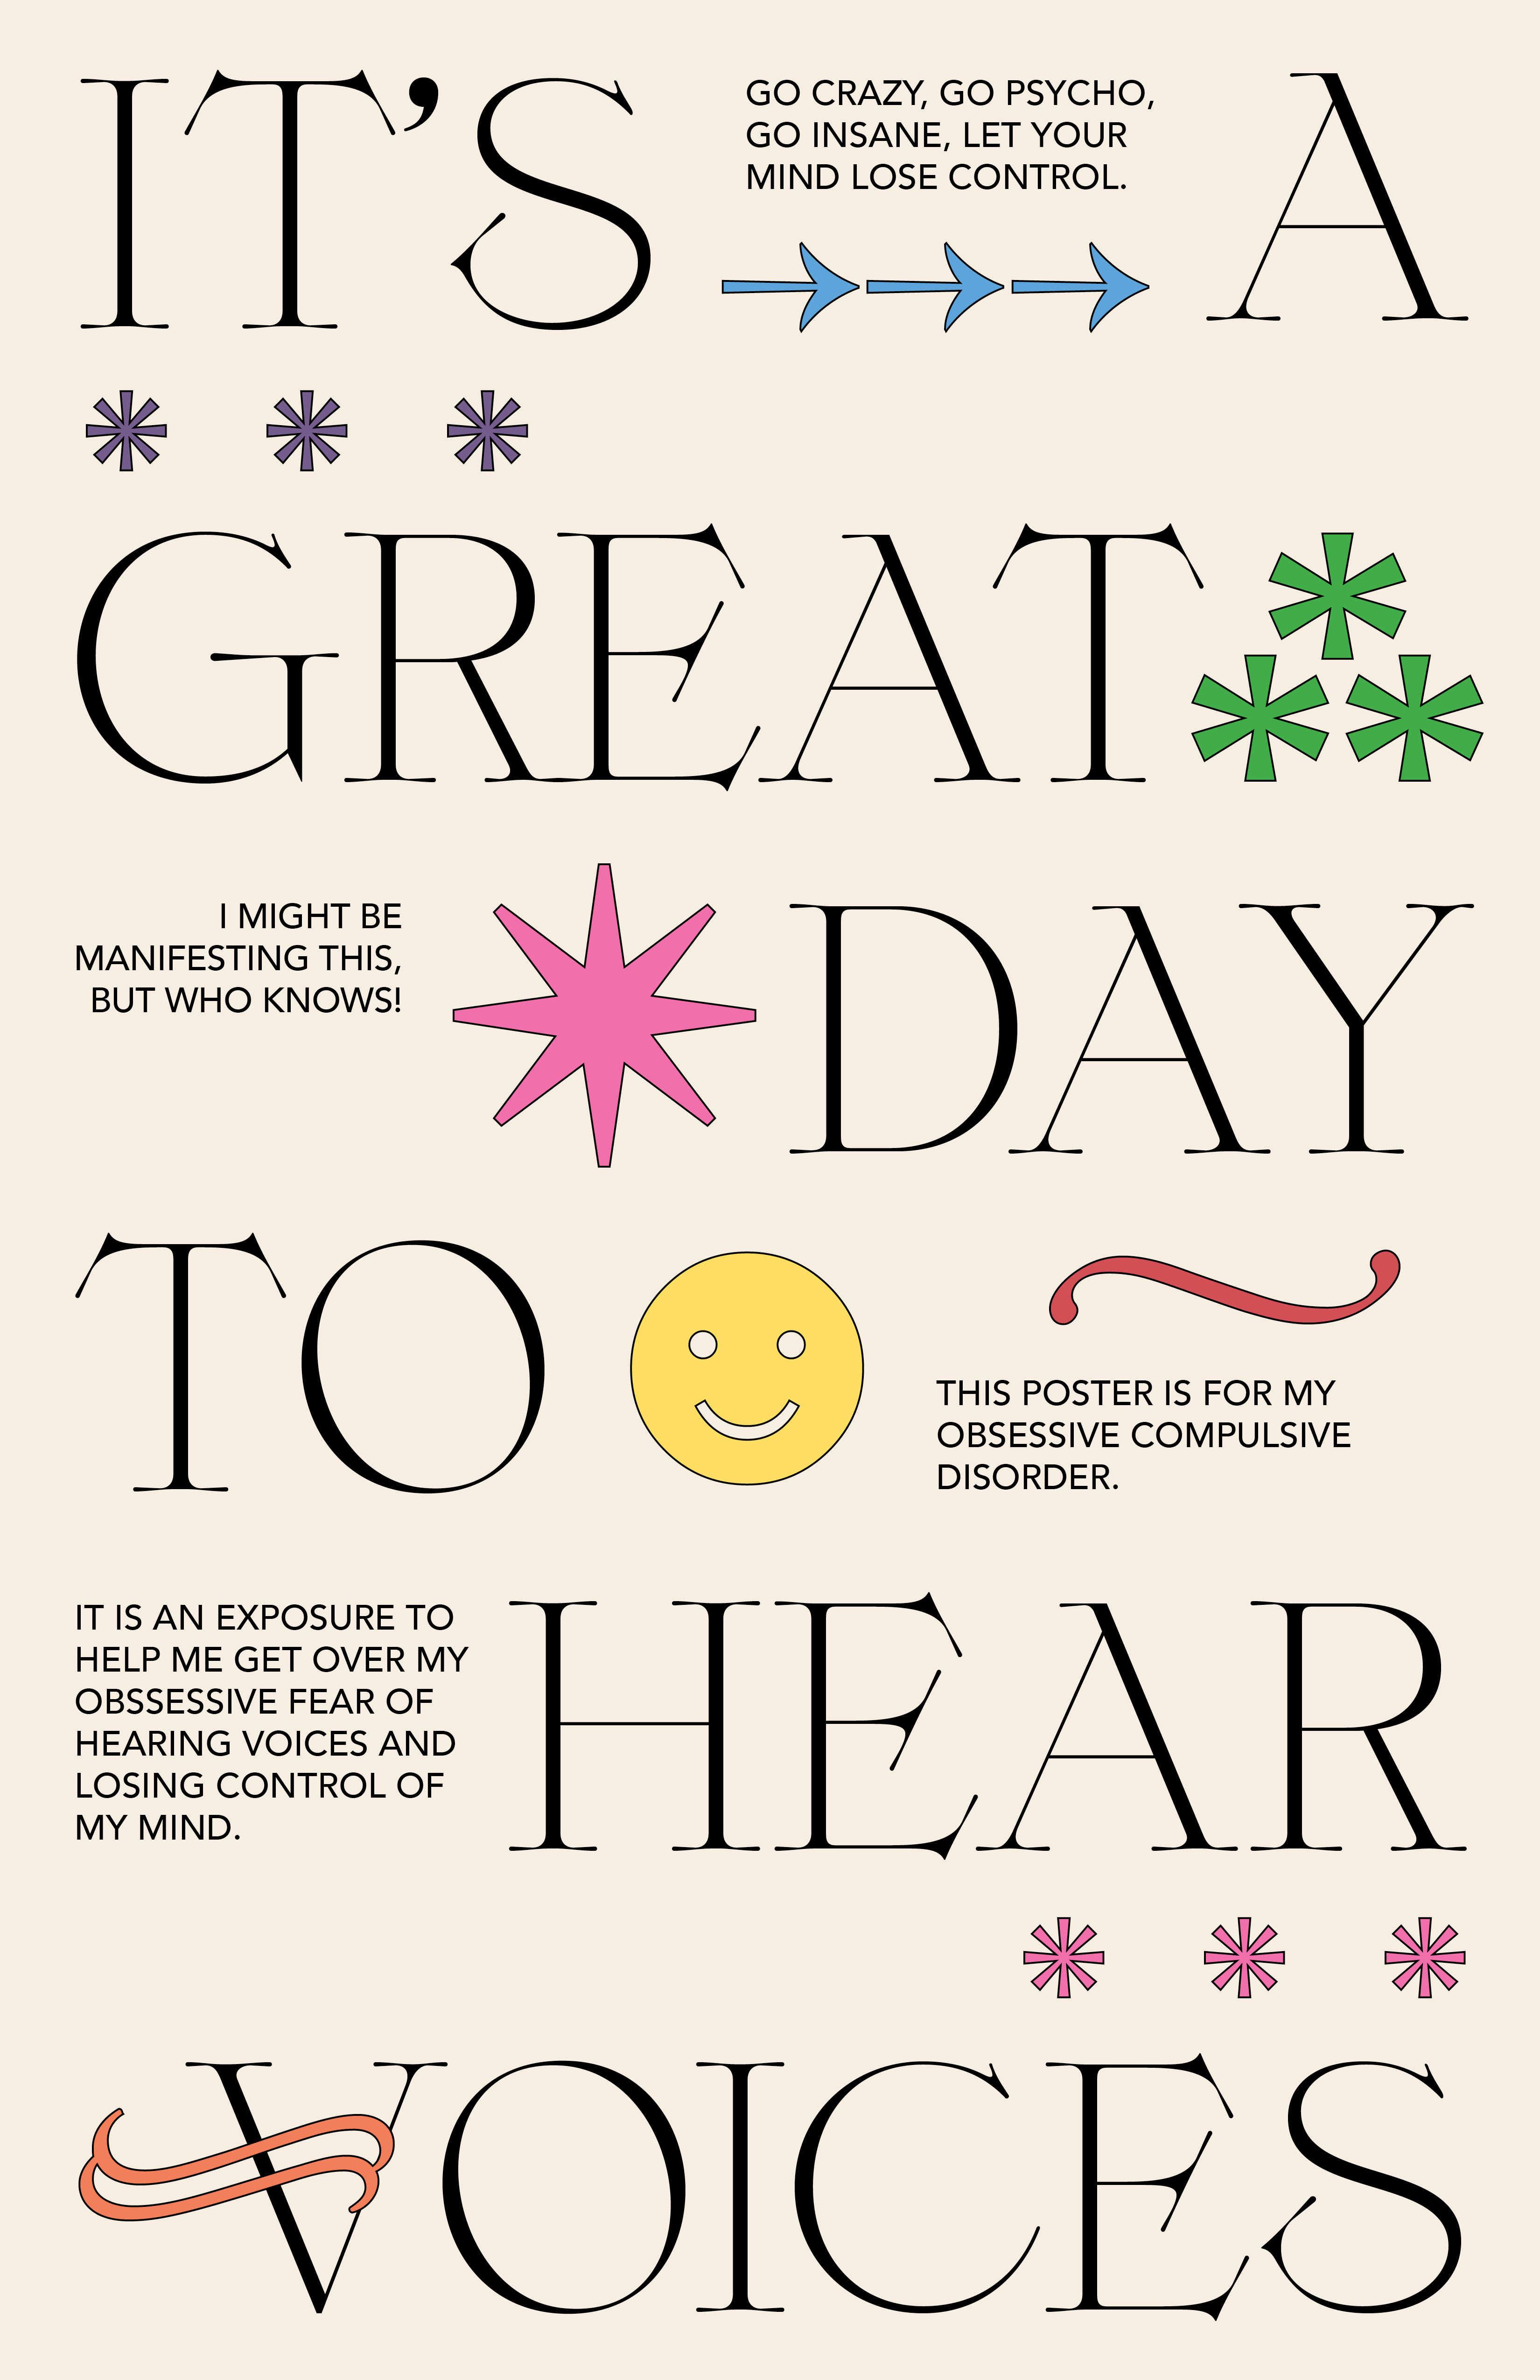 IT’S
GO CRAZY, GO PSYCHO,
GO INSANE, LET YOUR
MIND LOSE CONTROL.
A
GREAT
I MIGHT BE
MANIFESTING THIS,
BUT WHO KNOWS!
DAY
TO
THIS POSTER IS FOR MY
OBSESSIVE COMPULSIVE
DISORDER.
IT IS AN EXPOSURE TO
HELP ME GET OVER MY
OBSSESSIVE FEAR OF
HEARING VOICES AND
LOSING CONTROL OF
MY MIND.
HEAR
VOICES